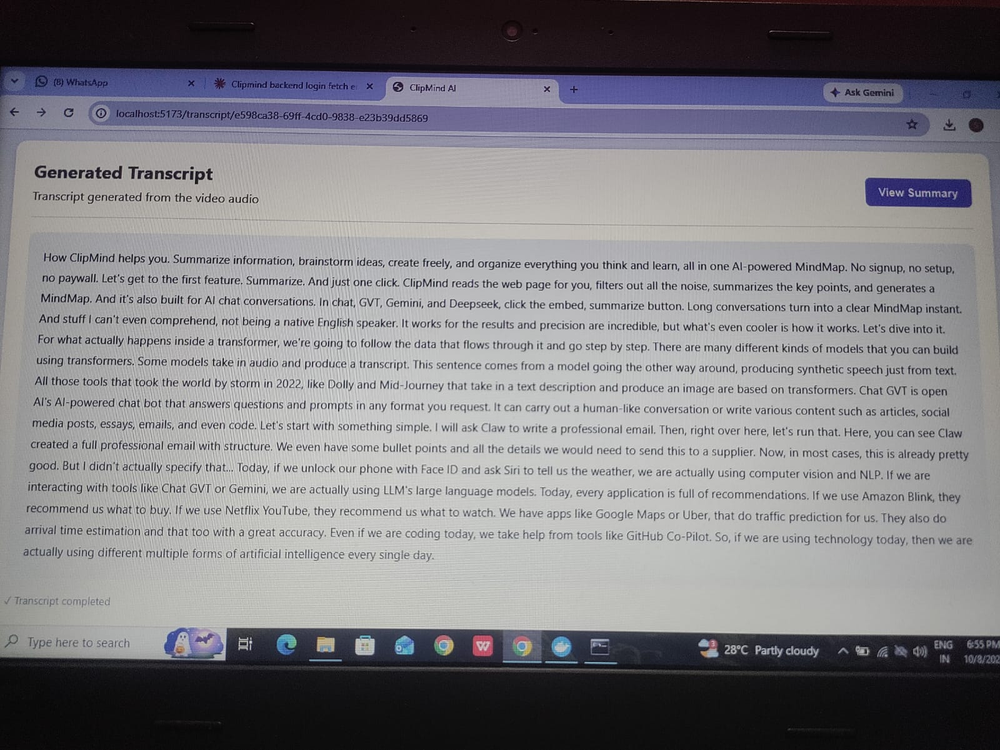 (8) WhatsApp
Clipmind backend login fetch e
ClipMind AI
Ask Gemini
localhost:5173/transcript/e598ca38-69ff-4cd0-9838-e23b39dd5869
Generated Transcript
Transcript generated from the video audio
View Summary
How ClipMind helps you. Summarize information, brainstorm ideas, create freely, and organize everything you think and learn, all in one AI-powered MindMap. No signup, no setup,
no paywall. Let's get to the first feature. Summarize. And just one click. ClipMind reads the web page for you, filters out all the noise, summarizes the key points, and generates a
MindMap. And it's also built for AI chat conversations. In chat, GVT, Gemini, and Deepseek, click the embed, summarize button. Long conversations turn into a clear MindMap instant.
And stuff I can't even comprehend, not being a native English speaker. It works for the results and precision are incredible, but what's even cooler is how it works. Let's dive into it.
For what actually happens inside a transformer, we're going to follow the data that flows through it and go step by step. There are many different kinds of models that you can build
using transformers. Some models take in audio and produce a transcript. This sentence comes from a model going the other way around, producing synthetic speech just from text.
All those tools that took the world by storm in 2022, like Dolly and Mid-Journey that take in a text description and produce an image are based on transformers. Chat GVT is open
AI's AI-powered chat bot that answers questions and prompts in any format you request. It can carry out a human-like conversation or write various content such as articles, social
media posts, essays, emails, and even code. Let's start with something simple. I will ask Claw to write a professional email. Then, right over here, let's run that. Here, you can see Claw
created a full professional email with structure. We even have some bullet points and all the details we would need to send this to a supplier. Now, in most cases, this is already pretty
good. But I didn't actually specify that... Today, if we unlock our phone with Face ID and ask Siri to tell us the weather, we are actually using computer vision and NLP. If we are
interacting with tools like Chat GVT or Gemini, we are actually using LLM's large language models. Today, every application is full of recommendations. If we use Amazon Blink, they
recommend us what to buy. If we use Netflix YouTube, they recommend us what to watch. We have apps like Google Maps or Uber, that do traffic prediction for us. They also do
arrival time estimation and that too with a great accuracy. Even if we are coding today, we take help from tools like GitHub Co-Pilot. So, if we are using technology today, then we are
actually using different multiple forms of artificial intelligence every single day.
✓ Transcript completed
Type here to search
3
28°C Partly cloudy
ENG
IN
6:55 PM
10/8/202